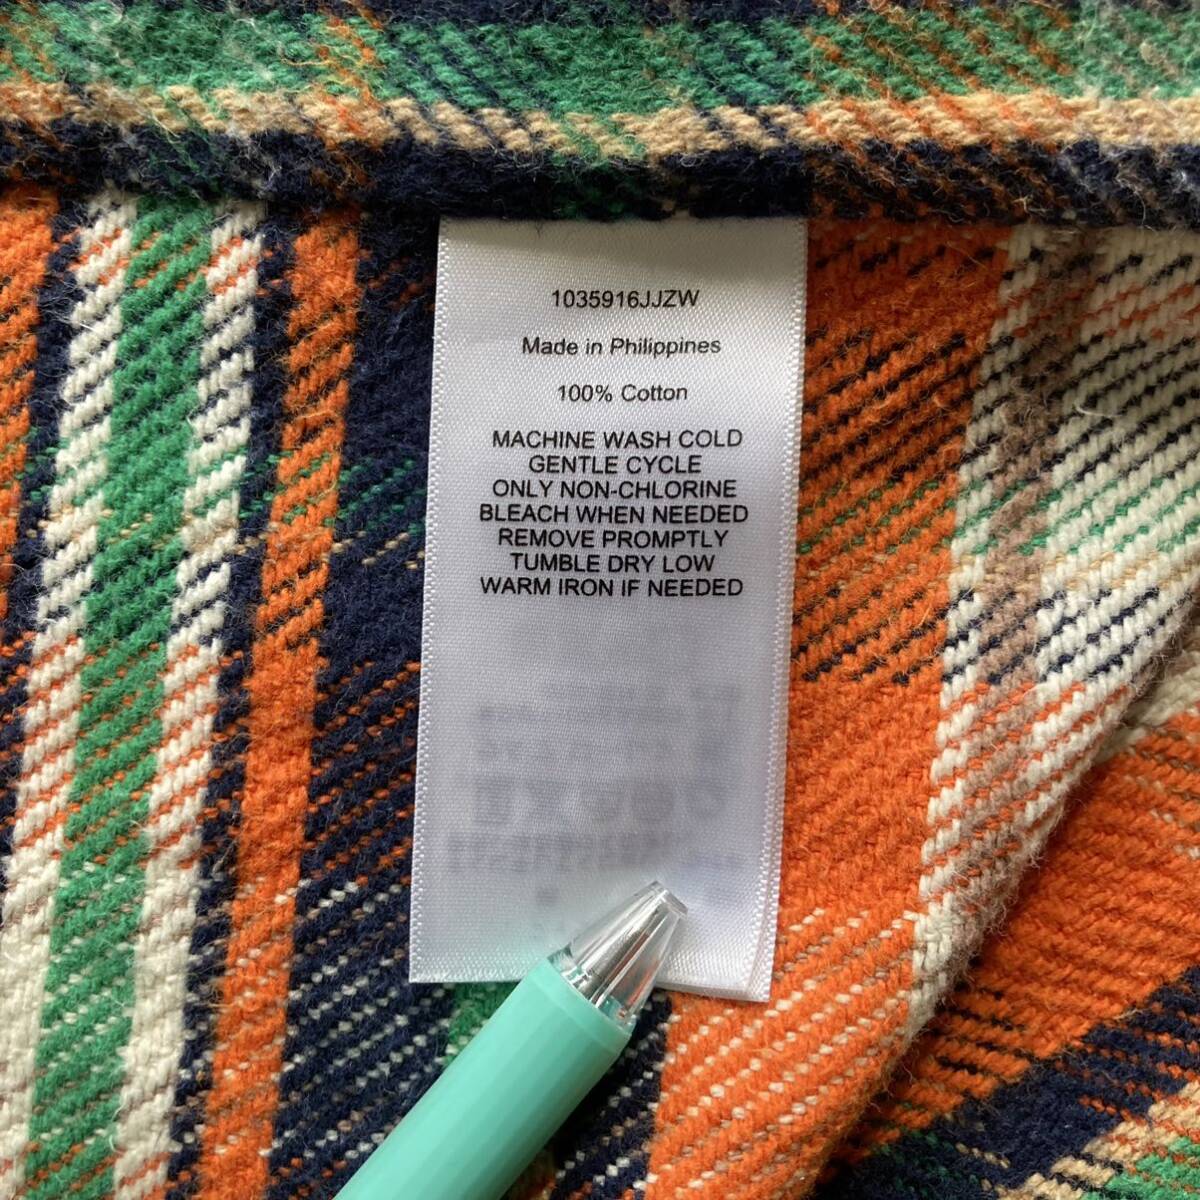 1035916JJZW
Made in Philippines
100% Cotton
MACHINE WASH COLD
GENTLE CYCLE
ONLY NON-CHLORINE
BLEACH WHEN NEEDED
REMOVE PROMPTLY
TUMBLE DRY LOW
WARM IRON IF NEEDED